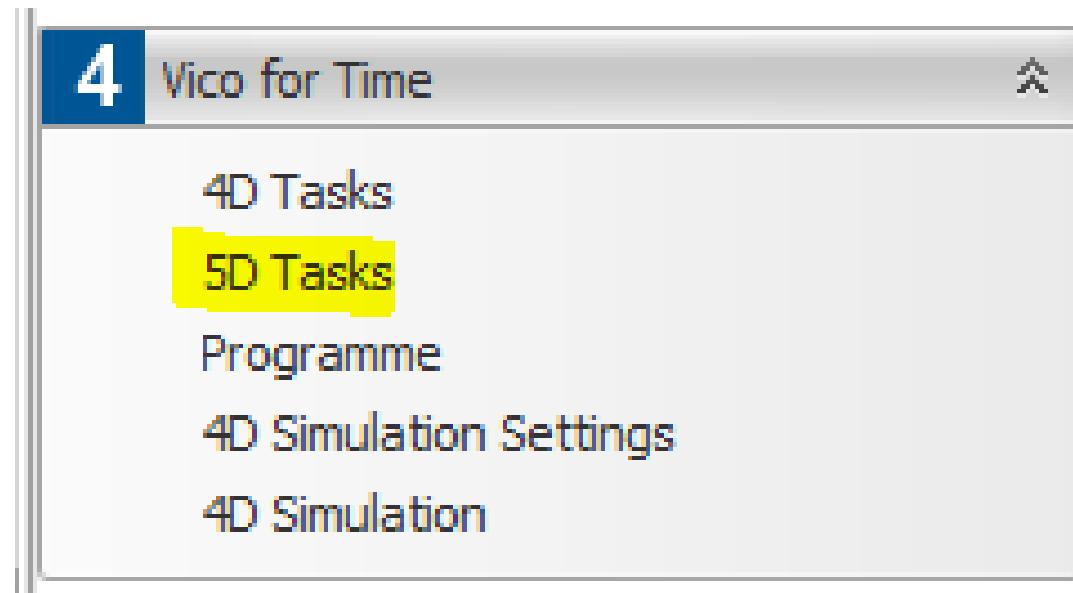 4 Vico for Time
4D Tasks
5D Tasks
Programme
4D Simulation Settings
4D Simulation